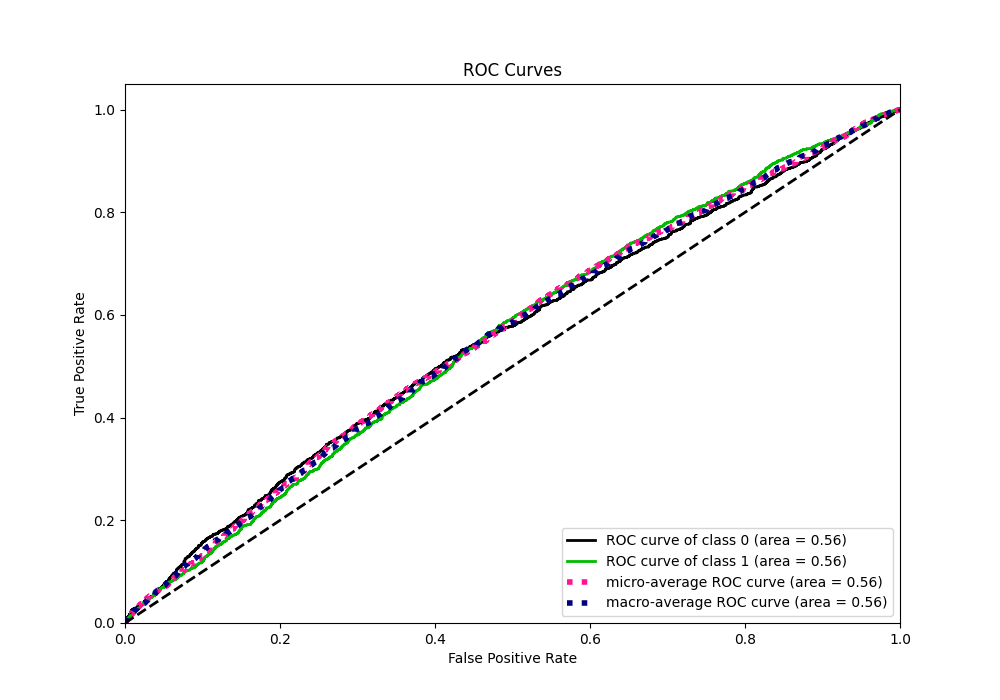 ROC Curves
True Positive Rate
1.0
0.8
0.6
0.4
0.2
0.0
ROC curve of class 0 (area = 0.56)
ROC curve of class 1 (area = 0.56)
micro-average ROC curve (area = 0.56)
macro-average ROC curve (area = 0.56)
0.0 0.2 0.4 0.6 0.8 1.0
False Positive Rate